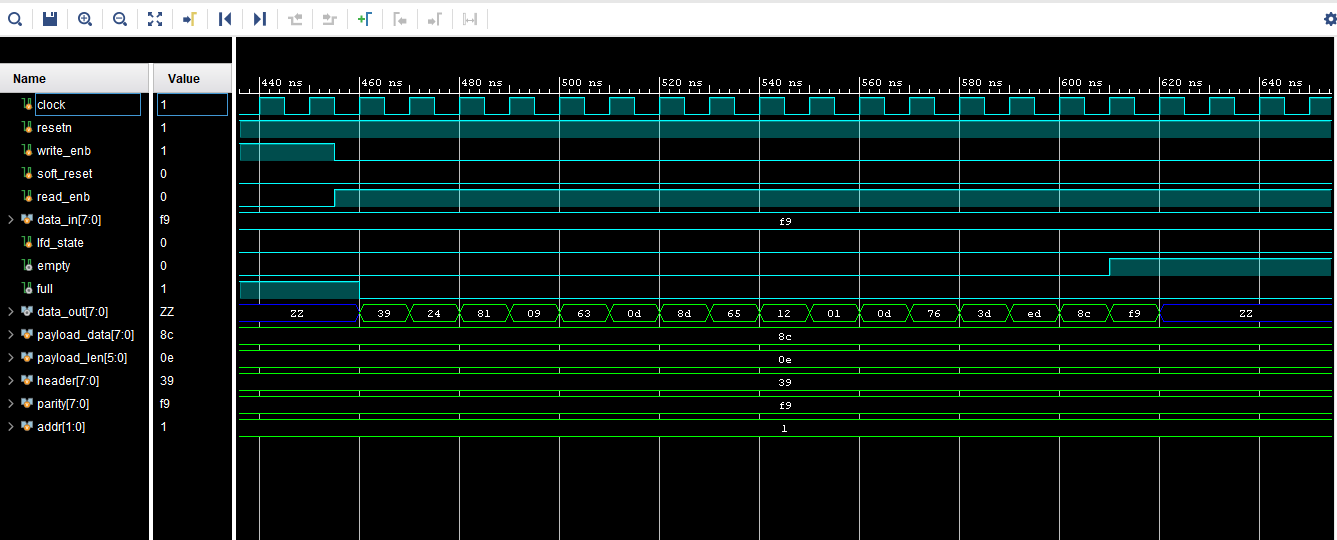 Name Value
440 ns 460 ns 480 ns 500 ns 520 ns 540 ns 560 ns 580 ns 600 ns 620 ns 640 ns
clock 1
resetn 1
write_enb 1
soft_reset 0
read_enb 0
data_in[7:0] f9 f9
lfd_state 0
empty 0
full 1
data_out[7:0] ZZ ZZ 39 24 81 09 63 0d 8d 65 12 01 0d 76 3d ed 8c f9 ZZ
payload_data[7:0] 8c 8c
payload_len[5:0] 0e 0e
header[7:0] 39 39
parity[7:0] f9 f9
addr[1:0] 1 1